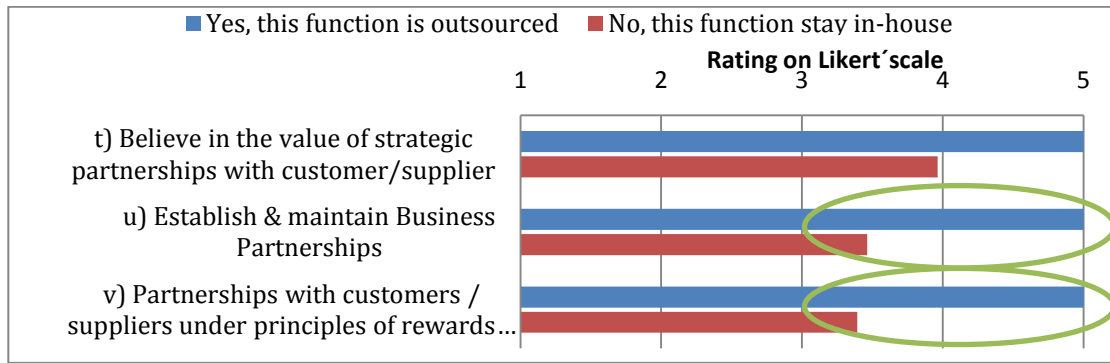 Yes, this function is outsourced No, this function stay in-house
Rating on Likert´scale
1 2 3 4 5
t) Believe in the value of strategic
partnerships with customer/supplier
u) Establish & maintain Business
Partnerships
v) Partnerships with customers /
suppliers under principles of rewards...